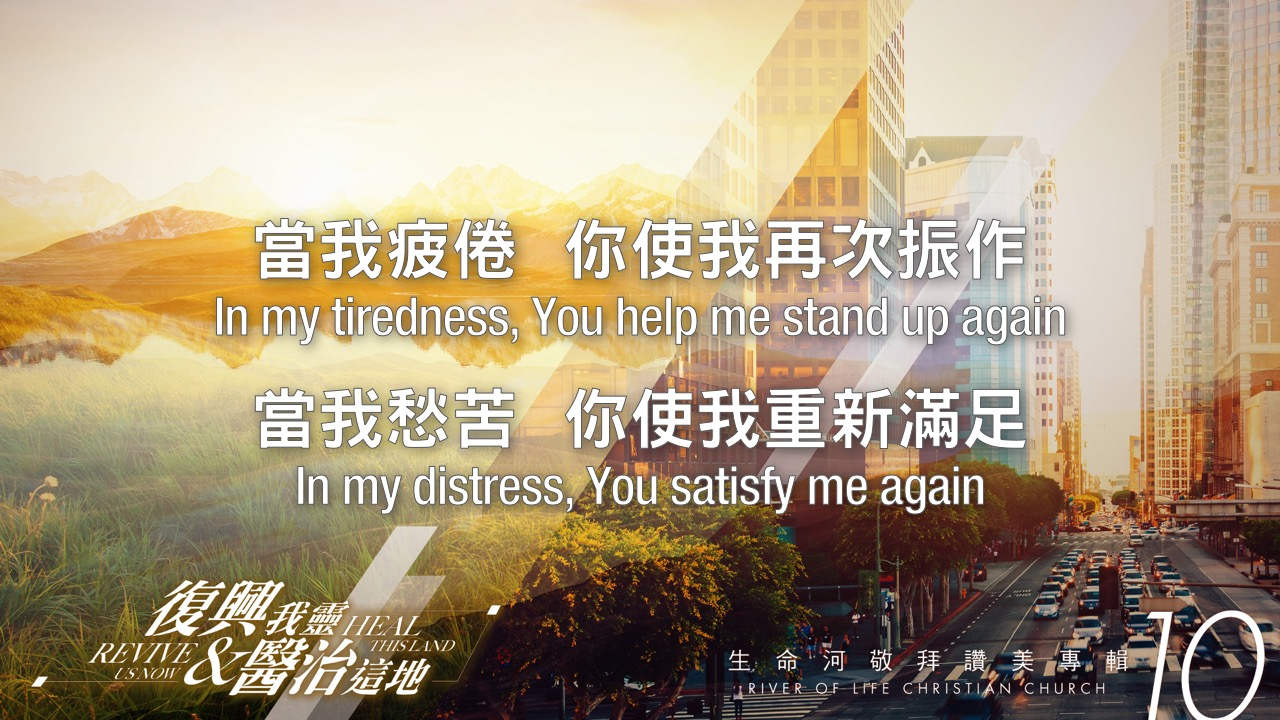 當我疲倦 你使我再次振作
In my tiredness, You help me stand up again
當我愁苦 你使我重新滿足
In my distress, You satisfy me again
復興我靈 HEAL THIS LAND
REVIVE US NOW & 醫治這地
生命河敬拜讚美專輯 10
RIVER OF LIFE CHRISTIAN CHURCH